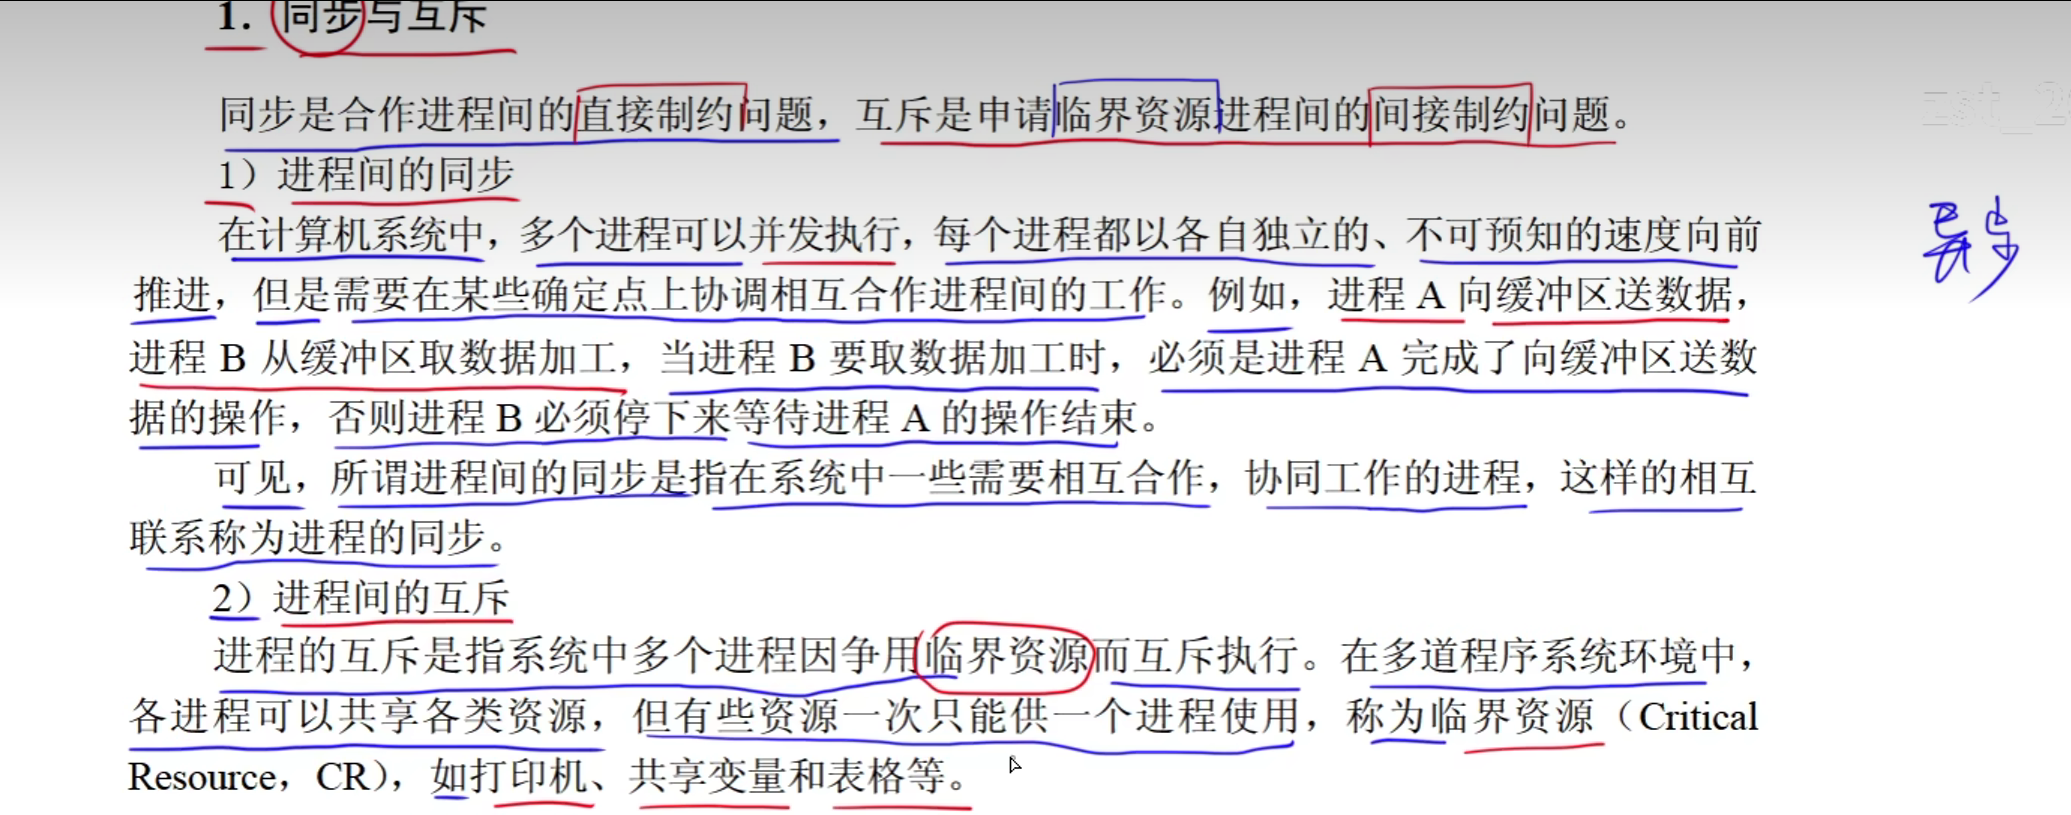 1. 同步与互斥
同步是合作进程间的直接制约问题，互斥是申请临界资源进程间的间接制约问题。
1）进程间的同步
在计算机系统中，多个进程可以并发执行，每个进程都以各自独立的、不可预知的速度向前
推进，但是需要在某些确定点上协调相互合作进程间的工作。例如，进程 A 向缓冲区送数据，
进程 B 从缓冲区取数据加工，当进程 B 要取数据加工时，必须是进程 A 完成了向缓冲区送数
据的操作，否则进程 B 必须停下来等待进程 A 的操作结束。
可见，所谓进程间的同步是指在系统中一些需要相互合作，协同工作的进程，这样的相互
联系称为进程的同步。
2）进程间的互斥
进程的互斥是指系统中多个进程因争用临界资源而互斥执行。在多道程序系统环境中，
各进程可以共享各类资源，但有些资源一次只能供一个进程使用，称为临界资源（Critical
Resource，CR），如打印机、共享变量和表格等。
异步
zst_2